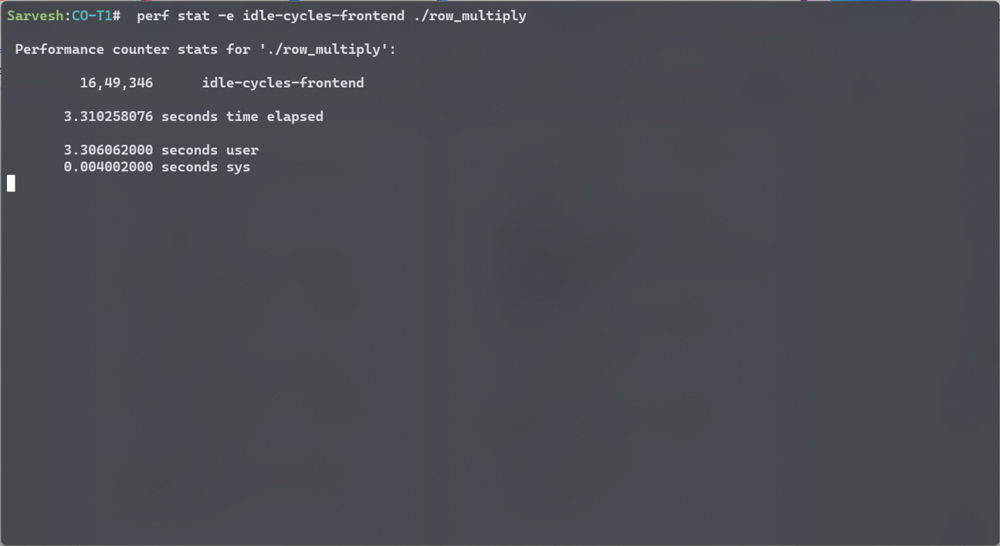 Sarvesh:CO-T1#  perf stat -e idle-cycles-frontend ./row_multiply
Performance counter stats for './row_multiply':
16,49,346      idle-cycles-frontend
3.310258076 seconds time elapsed
3.306062000 seconds user
0.004002000 seconds sys